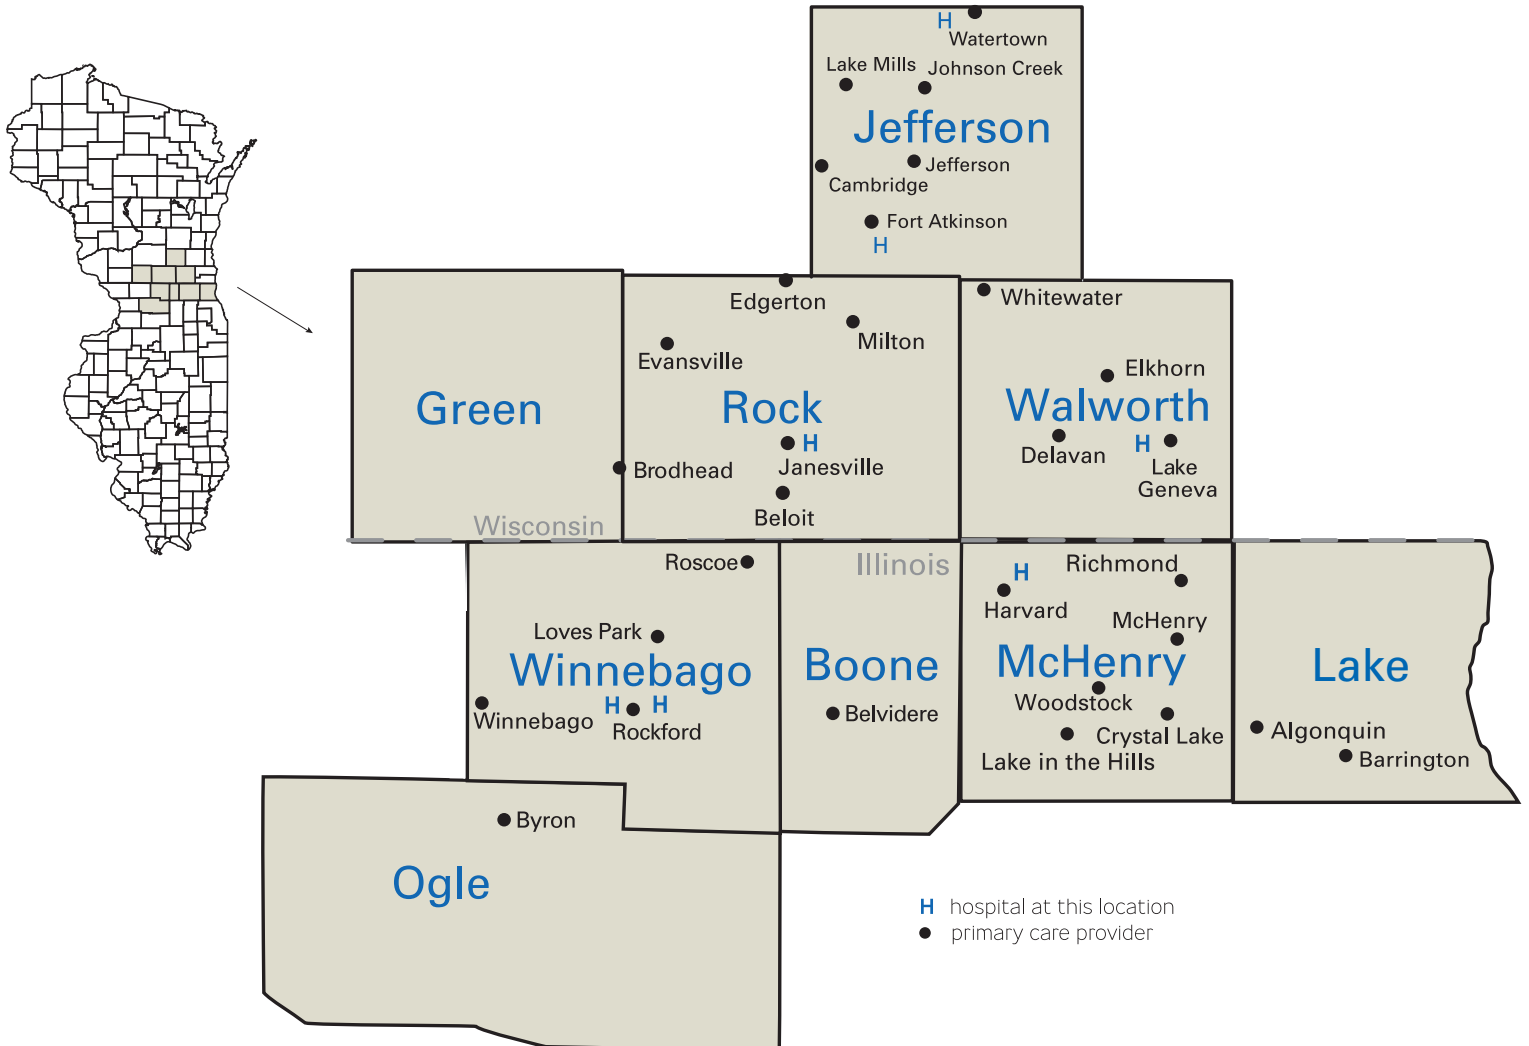 H
Watertown
Lake Mills
Johnson Creek
Jefferson
Jefferson
Cambridge
Fort Atkinson
H
Edgerton
Whitewater
Milton
Evansville
Elkhorn
Green
Rock
Walworth
H
Janesville
Delavan
H
Lake
Geneva
Brodhead
Beloit
Wisconsin
Illinois
Roscoe
H
Richmond
Harvard
McHenry
Loves Park
Winnebago
Boone
McHenry
Lake
Woodstock
H
H
Winnebago
Rockford
Belvidere
Crystal Lake
Algonquin
Lake in the Hills
Barrington
Byron
Ogle
H hospital at this location
primary care provider